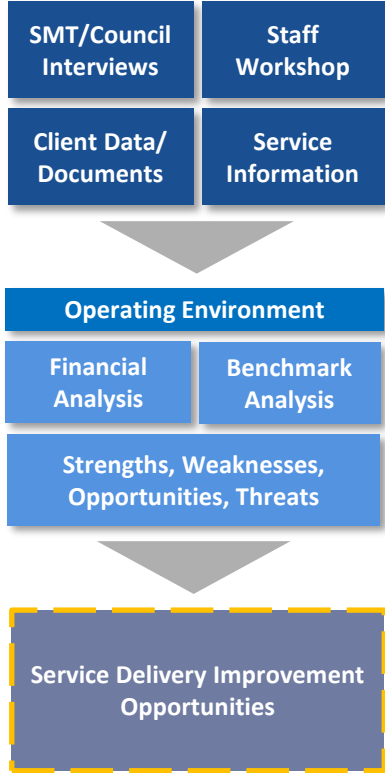 SMT/Council
Interviews
Staff
Workshop
Client Data/
Documents
Service
Information
Operating Environment
Financial
Analysis
Benchmark
Analysis
Strengths, Weaknesses,
Opportunities, Threats
Service Delivery Improvement
Opportunities